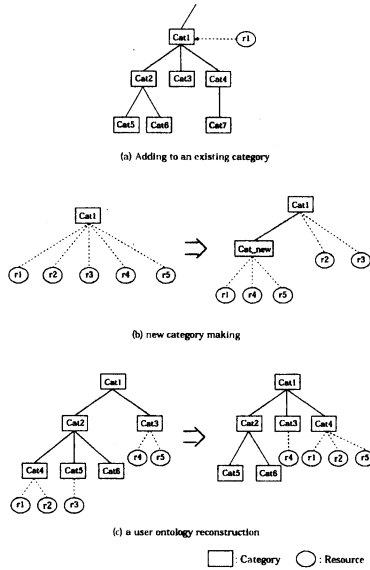 Cat1
r1
Cat2 Cat3 Cat4
Cat5 Cat6 Cat7
(a) Adding to an existing category
Cat1
r1 r2 r3 r4 r5
Cat1
Cat_new r2 r3
r1 r4 r5
(b) new category making
Cat1
Cat2 Cat3
Cat4 Cat5 Cat6 r4 r5
r1 r2 r3
Cat1
Cat2 Cat3 Cat4
Cat5 Cat6 r4 r1 r2 r5
(c) a user ontology reconstruction
: Category : Resource